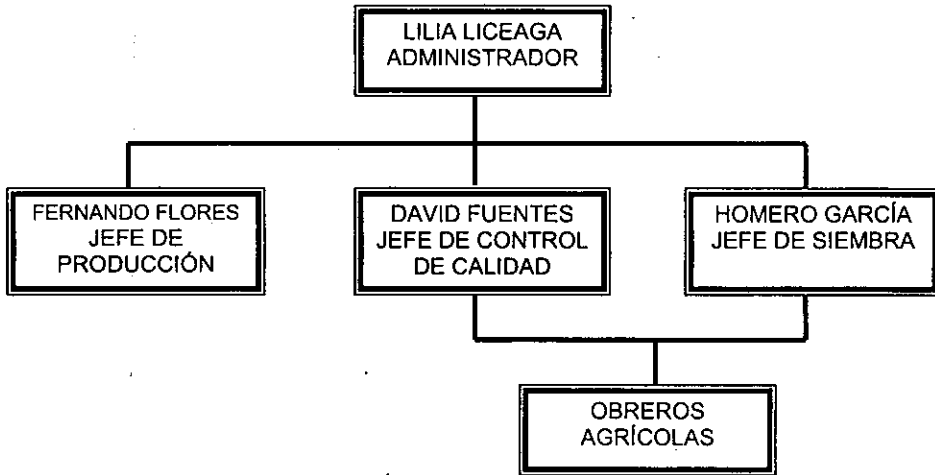 LILIA LICEAGA
ADMINISTRADOR
FERNANDO FLORES
JEFE DE
PRODUCCIÓN
DAVID FUENTES
JEFE DE CONTROL
DE CALIDAD
HOMERO GARCÍA
JEFE DE SIEMBRA
OBREROS
AGRÍCOLAS